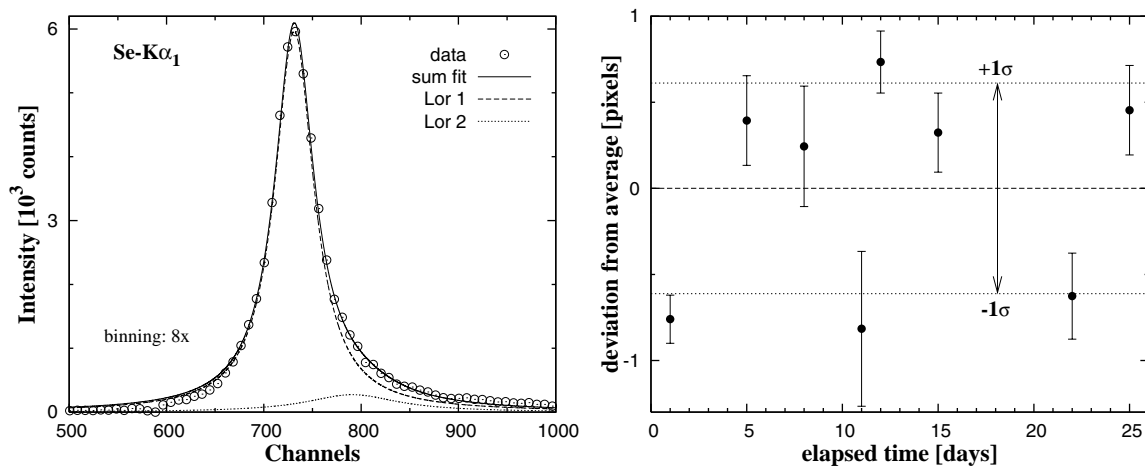 6
3
0
Intensity [10³ counts]
Se-Kα₁
data
sum fit
Lor 1
Lor 2
binning: 8x
500 600 700 800 900 1000
Channels
1
0
-1
deviation from average [pixels]
+1σ
-1σ
0 5 10 15 20 25
elapsed time [days]